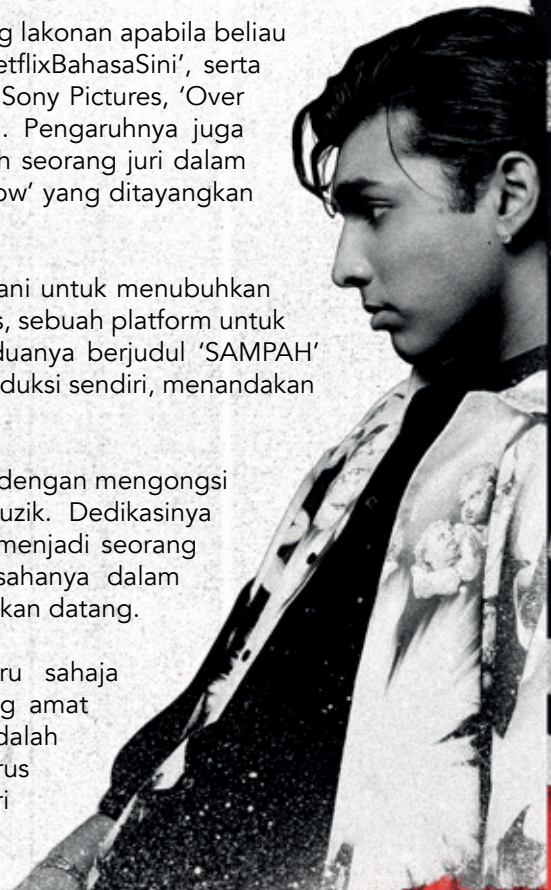 g lakonan apabila beliau
etflixBahasaSini’, serta
Sony Pictures, ‘Over
. Pengaruhnya juga
h seorang juri dalam
ow’ yang ditayangkan
ani untuk menubuhkan
s, sebuah platform untuk
duanya berjudul ‘SAMPAH’
oduksi sendiri, menandakan
dengan mengongsi
uzik. Dedikasinya
menjadi seorang
sahanya dalam
kan datang.
ru sahaja
g amat
dalah
rus
ri